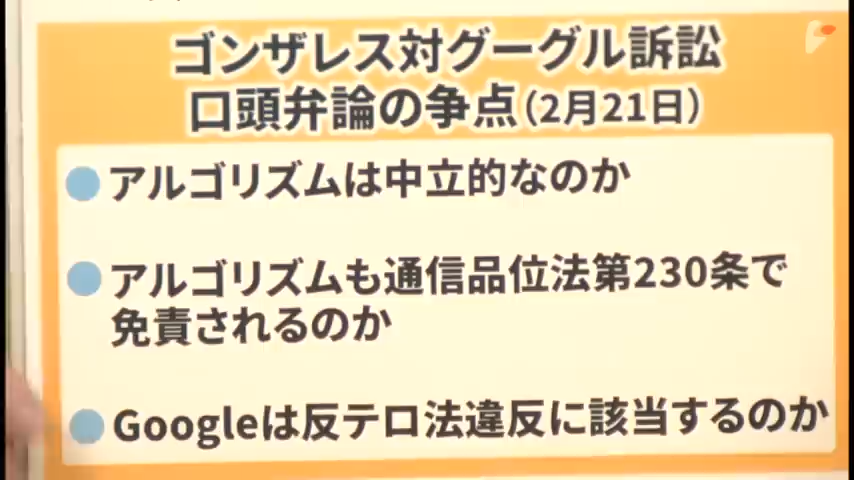 ゴンザレス対グーグル訴訟
口頭弁論の争点(2月21日)
●アルゴリズムは中立的なのか
●アルゴリズムも通信品位法第230条で
免責されるのか
●Googleは反テロ法違反に該当するのか